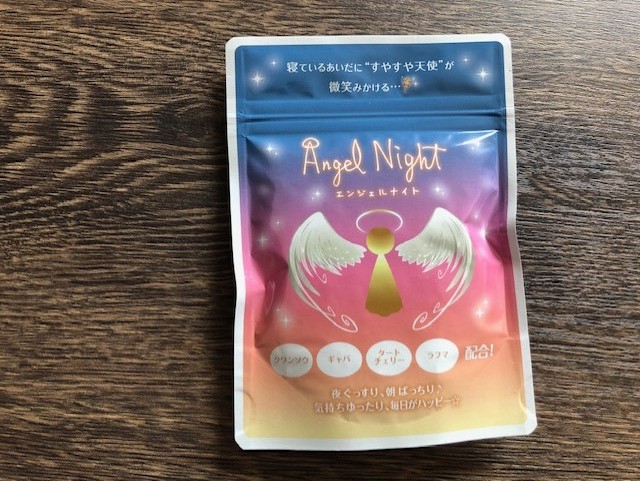 寝ているあいだに“すやすや天使”が
微笑みかける…
Angel Night
エンジェルナイト
クワンソウ
ギャバ
タート
チェリー
ラフマ
配合!
夜ぐっすり、朝ぱっちり♪
気持ちゆったり、毎日がハッピー☆